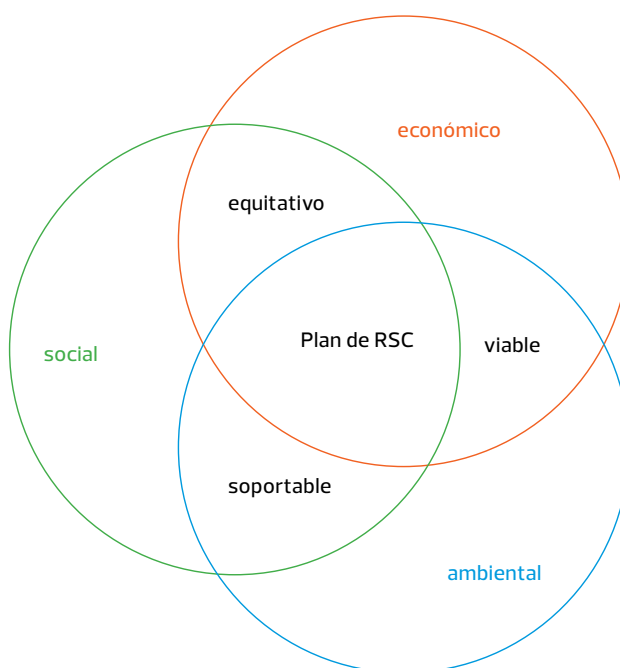 económico
equitativo
Plan de RSC
viable
social
soportable
ambiental